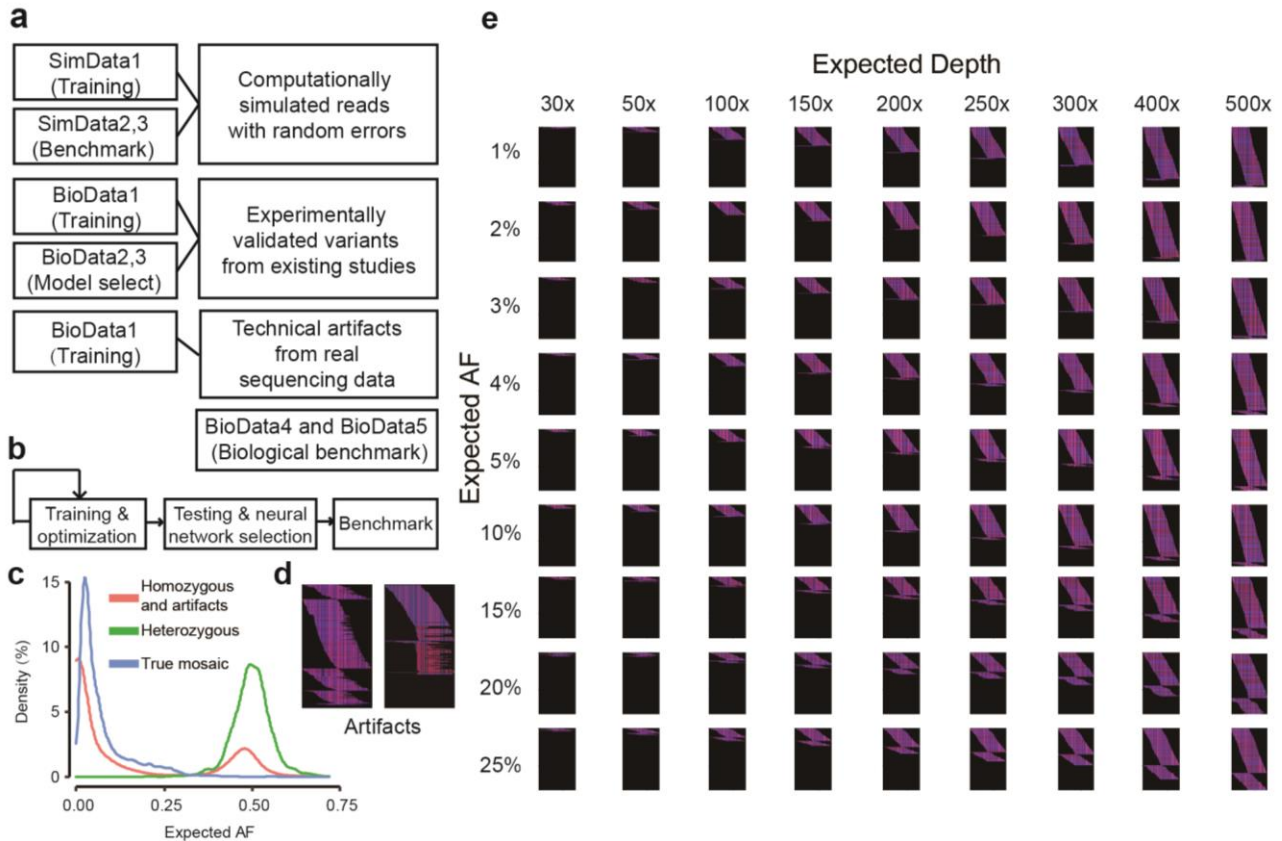 a
SimData1
(Training)
SimData2,3
(Benchmark)
Computationally
simulated reads
with random errors
BioData1
(Training)
BioData2,3
(Model select)
Experimentally
validated variants
from existing studies
BioData1
(Training)
Technical artifacts
from real
sequencing data
BioData4 and BioData5
(Biological benchmark)
b
Training &
optimization
Testing & neural
network selection
Benchmark
c
15
10
5
0
Density (%)
Homozygous
and artifacts
Heterozygous
True mosaic
0.00 0.25 0.50 0.75
Expected AF
d
Artifacts
e
Expected Depth
30x 50x 100x 150x 200x 250x 300x 400x 500x
Expected AF
1%
2%
3%
4%
5%
10%
15%
20%
25%